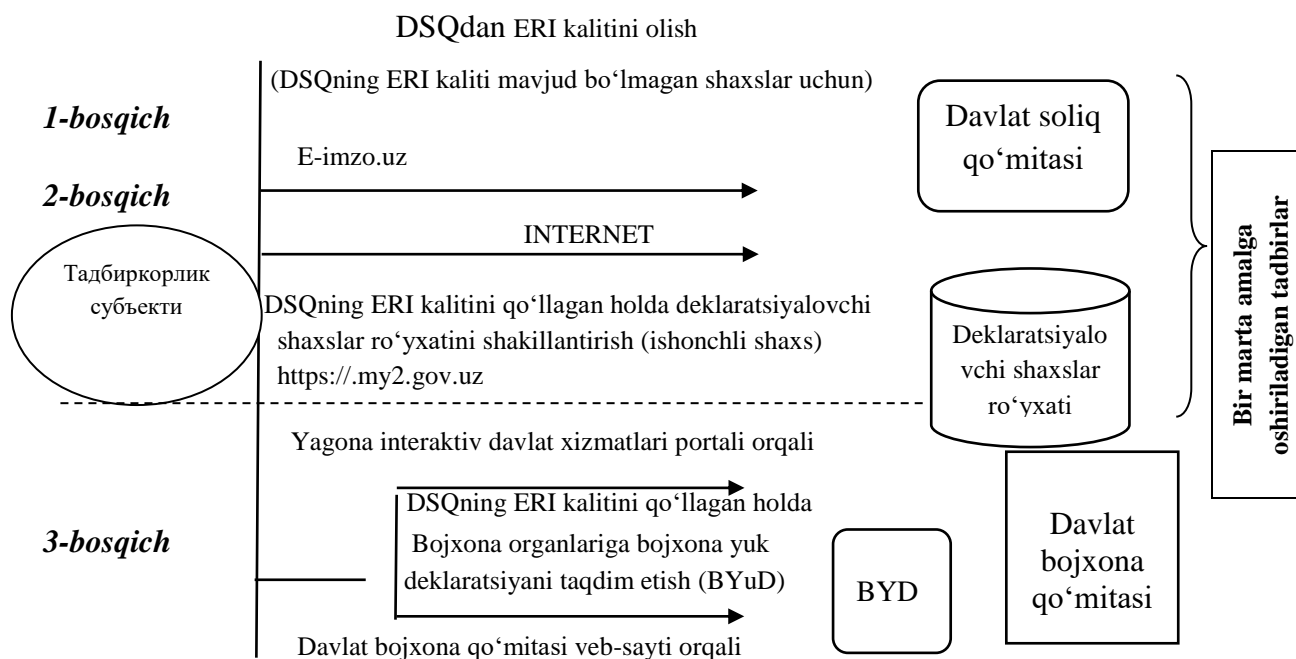 DSQdan ERI kalitini olish
(DSQning ERI kaliti mavjud bo‘lmagan shaxslar uchun)
1-bosqich
E-imzo.uz
Davlat soliq
qo‘mitasi
2-bosqich
INTERNET
Тадбиркорлик
субъекти
DSQning ERI kalitini qo‘llagan holda deklaratsiyalovchi
shaxslar ro‘yxatini shakillantirish (ishonchli shaxs)
https://.my2.gov.uz
Deklaratsiyalo
vchi shaxslar
ro‘yxati
Bir marta amalga
oshiriladigan tadbirlar
Yagona interaktiv davlat xizmatlari portali orqali
3-bosqich
DSQning ERI kalitini qo‘llagan holda
Bojxona organlariga bojxona yuk
deklaratsiyani taqdim etish (BYuD)
BYD
Davlat
bojxona
qo‘mitasi
Davlat bojxona qo‘mitasi veb-sayti orqali